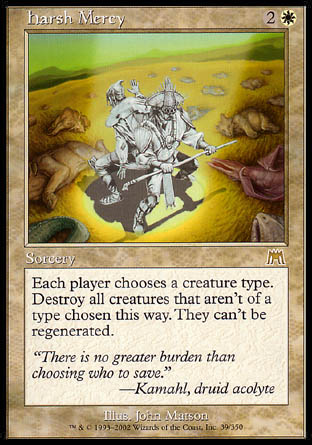 Harsh Mercy 2
Sorcery
Each player chooses a creature type.
Destroy all creatures that aren't of a
type chosen this way. They can't be
regenerated.
"There is no greater burden than
choosing who to save."
—Kamahl, druid acolyte
Illus. John Matson
™ & © 1993–2002 Wizards of the Coast, Inc. 39/350